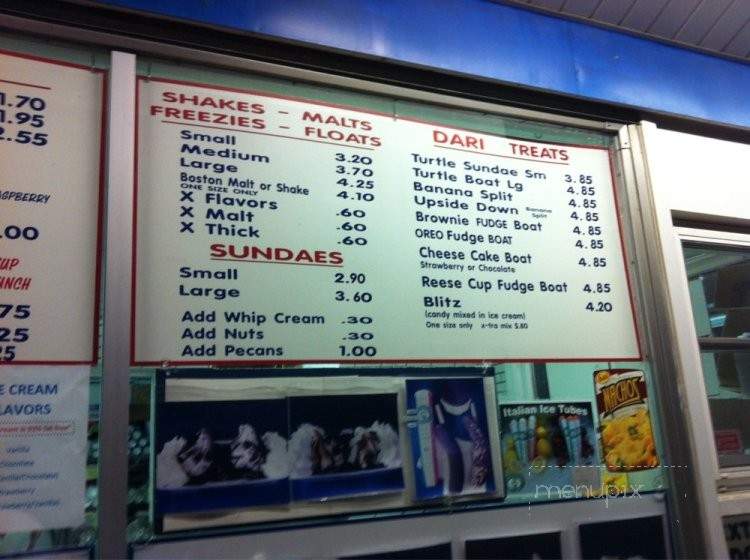 1.70
1.95
2.55
.00
.75
.25
SHAKES - MALTS
FREEZIES - FLOATS
Small 3.20
Medium 3.70
Large 4.25
Boston Malt or Shake 4.10
ONE SIZE ONLY
X Flavors .60
X Malt .60
X Thick .60
SUNDAES
Small 2.90
Large 3.60
Add Whip Cream .30
Add Nuts .30
Add Pecans 1.00
DARI TREATS
Turtle Sundae Sm 3.85
Turtle Boat Lg 4.85
Banana Split 4.85
Upside Down Banana Split 4.85
Brownie FUDGE Boat 4.85
OREO Fudge BOAT 4.85
Cheese Cake Boat 4.85
Strawberry or Chocolate
Reese Cup Fudge Boat 4.85
Blitz 4.20
(candy mixed in ice cream)
One size only x-tra mix 5.80
E CREAM
LAVORS
Vanilla
Chocolate
Italian Ice Tubes
NACHOS
menupix